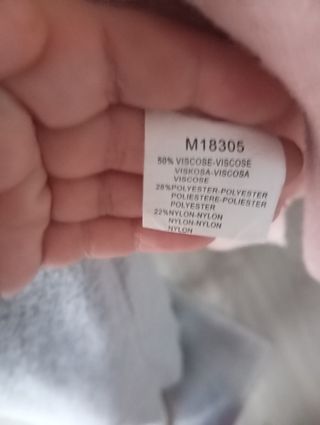 M18305
50% VISCOSE-VISCOSE
VISKOSA-VISCOSA
VISCOSE
28%POLYESTER-POLYESTER
POLIESTERE-POLIESTER
POLYESTER
22%NYLON-NYLON
NYLON-NYLON
NYLON